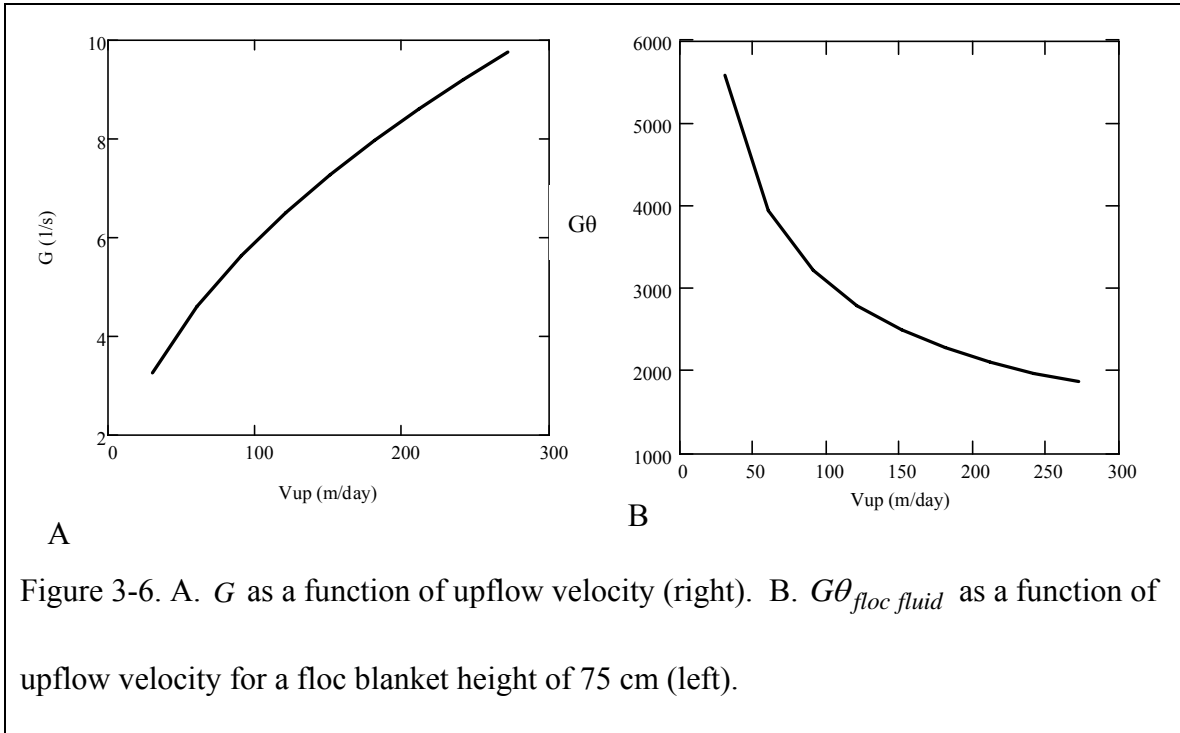 10
8
6
4
2
G (1/s)
0 100 200 300
Vup (m/day)
A
6000
5000
4000
3000
2000
1000
Gθ
0 50 100 150 200 250 300
Vup (m/day)
B
Figure 3-6. A. G as a function of upflow velocity (right). B. Gθfloc fluid as a function of
upflow velocity for a floc blanket height of 75 cm (left).